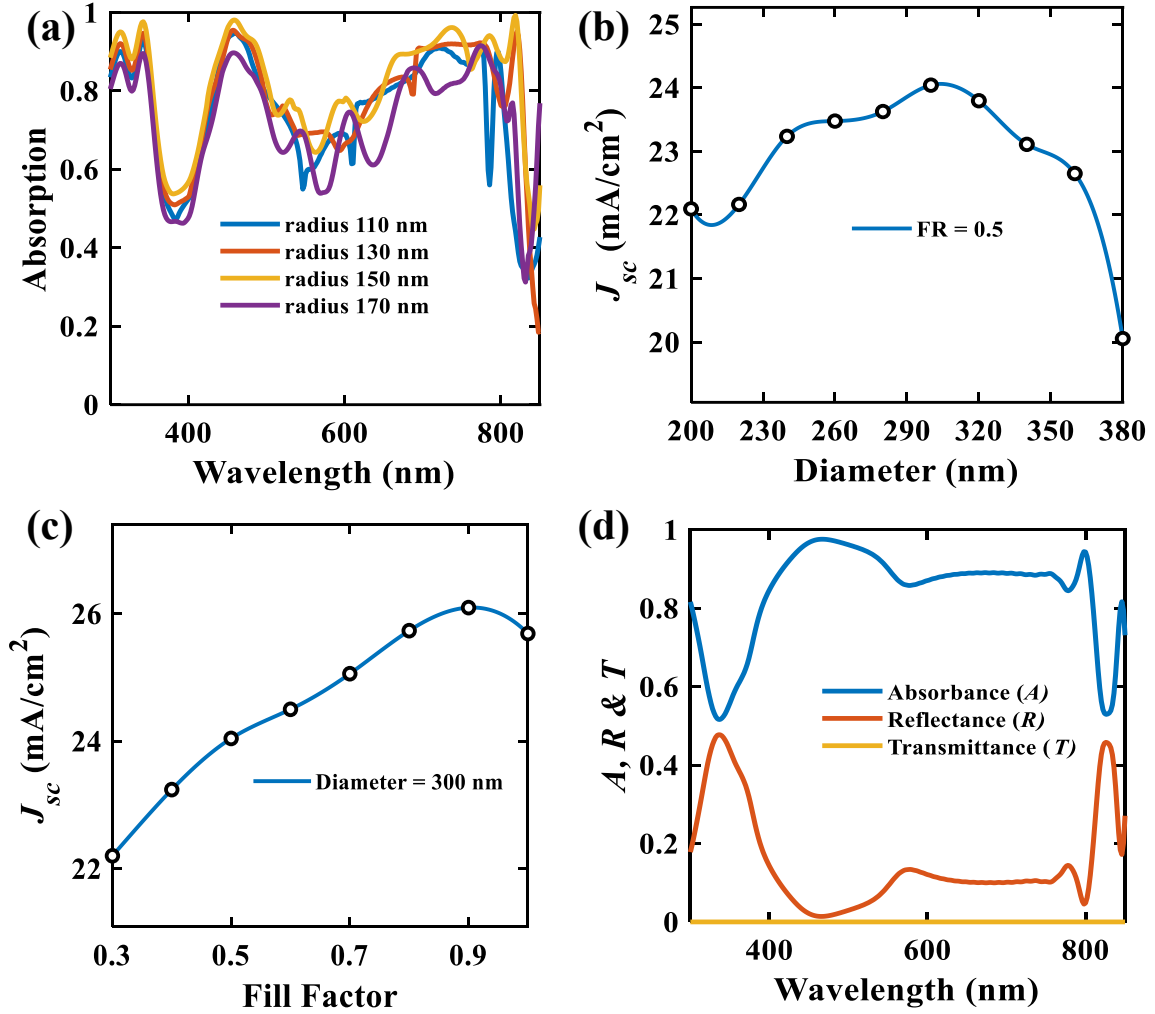 (a)
1
0.8
0.6
0.4
0.2
0
Absorption
radius 110 nm
radius 130 nm
radius 150 nm
radius 170 nm
400 600 800
Wavelength (nm)
(b)
25
24
23
22
21
20
J_sc (mA/cm²)
FR = 0.5
200 230 260 290 320 350 380
Diameter (nm)
(c)
26
24
22
J_sc (mA/cm²)
Diameter = 300 nm
0.3 0.5 0.7 0.9
Fill Factor
(d)
1
0.8
0.6
0.4
0.2
0
A, R & T
Absorbance (A)
Reflectance (R)
Transmittance (T)
400 600 800
Wavelength (nm)